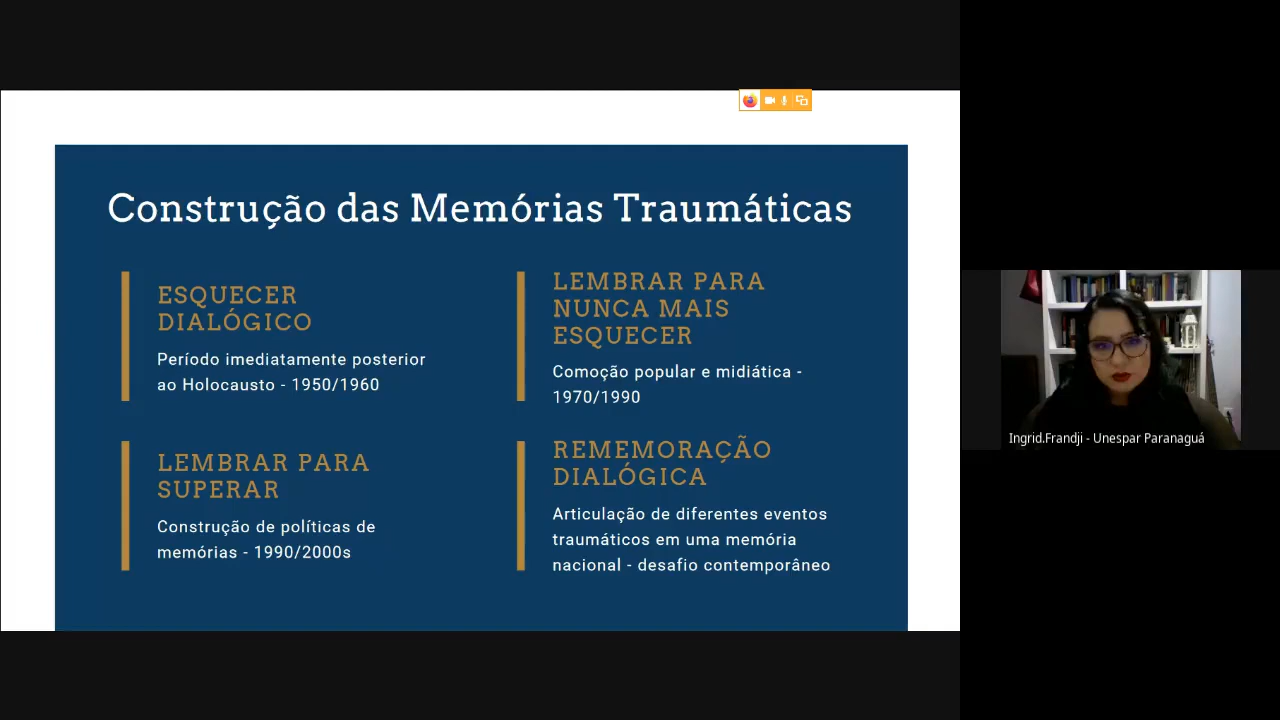 Construção das Memórias Traumáticas
ESQUECER
DIALÓGICO
Período imediatamente posterior
ao Holocausto - 1950/1960
LEMBRAR PARA
NUNCA MAIS
ESQUECER
Comoção popular e midiática -
1970/1990
LEMBRAR PARA
SUPERAR
Construção de políticas de
memórias - 1990/2000s
REMEMORAÇÃO
DIALÓGICA
Articulação de diferentes eventos
traumáticos em uma memória
nacional - desafio contemporâneo
Ingrid.Frandji - Unespar Paranaguá